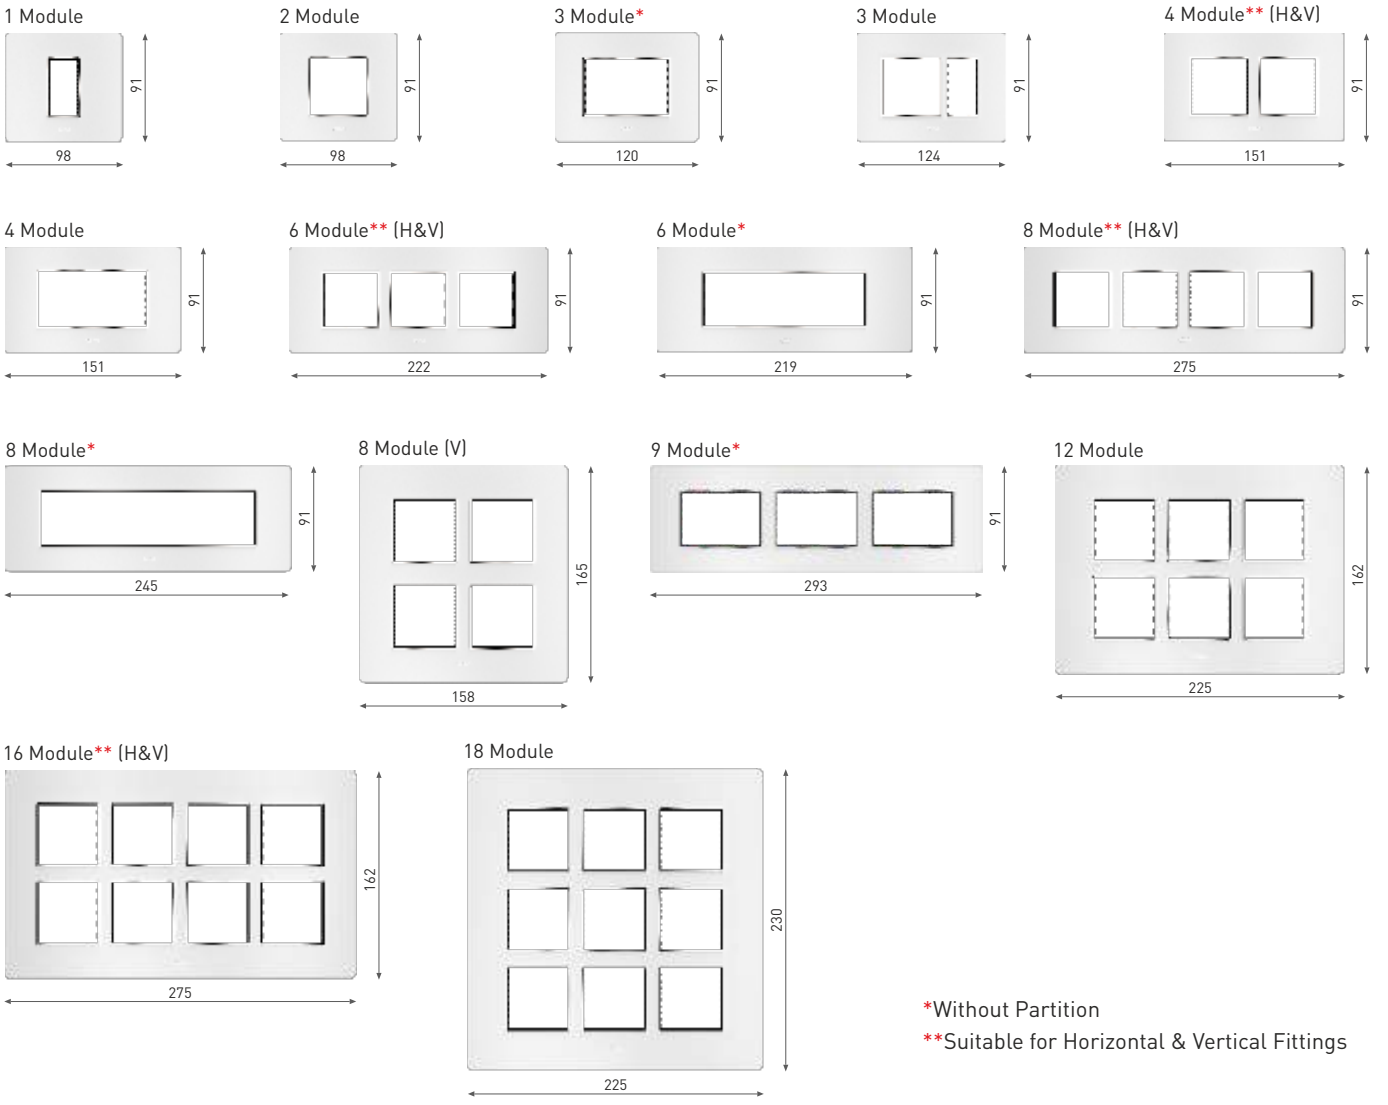 1 Module
2 Module
3 Module*
3 Module
4 Module** (H&V)
91
98
91
98
91
120
91
124
91
151
4 Module
6 Module** (H&V)
6 Module*
8 Module** (H&V)
91
151
91
222
91
219
91
275
8 Module*
8 Module (V)
9 Module*
12 Module
91
245
165
158
91
293
162
225
16 Module** (H&V)
18 Module
162
275
230
225
*Without Partition
**Suitable for Horizontal & Vertical Fittings